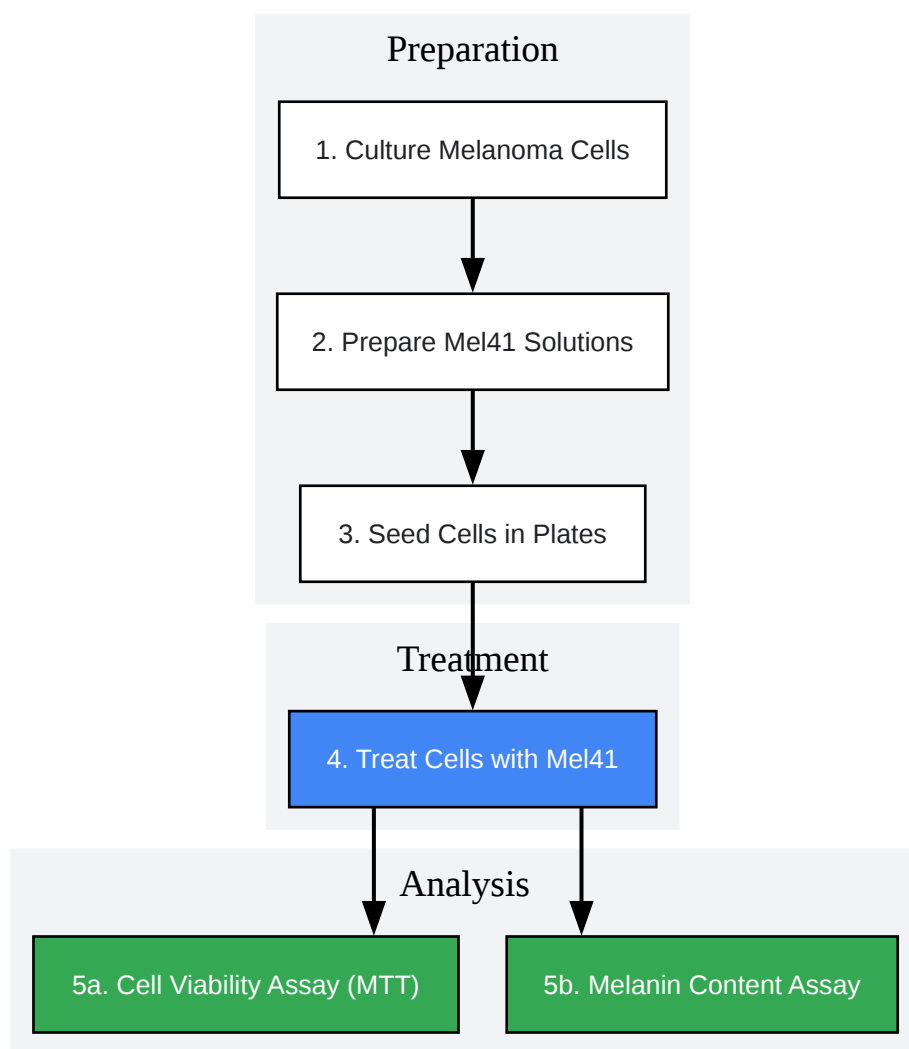 Preparation
1. Culture Melanoma Cells
2. Prepare Mel41 Solutions
3. Seed Cells in Plates
Treatment
4. Treat Cells with Mel41
Analysis
5a. Cell Viability Assay (MTT)
5b. Melanin Content Assay